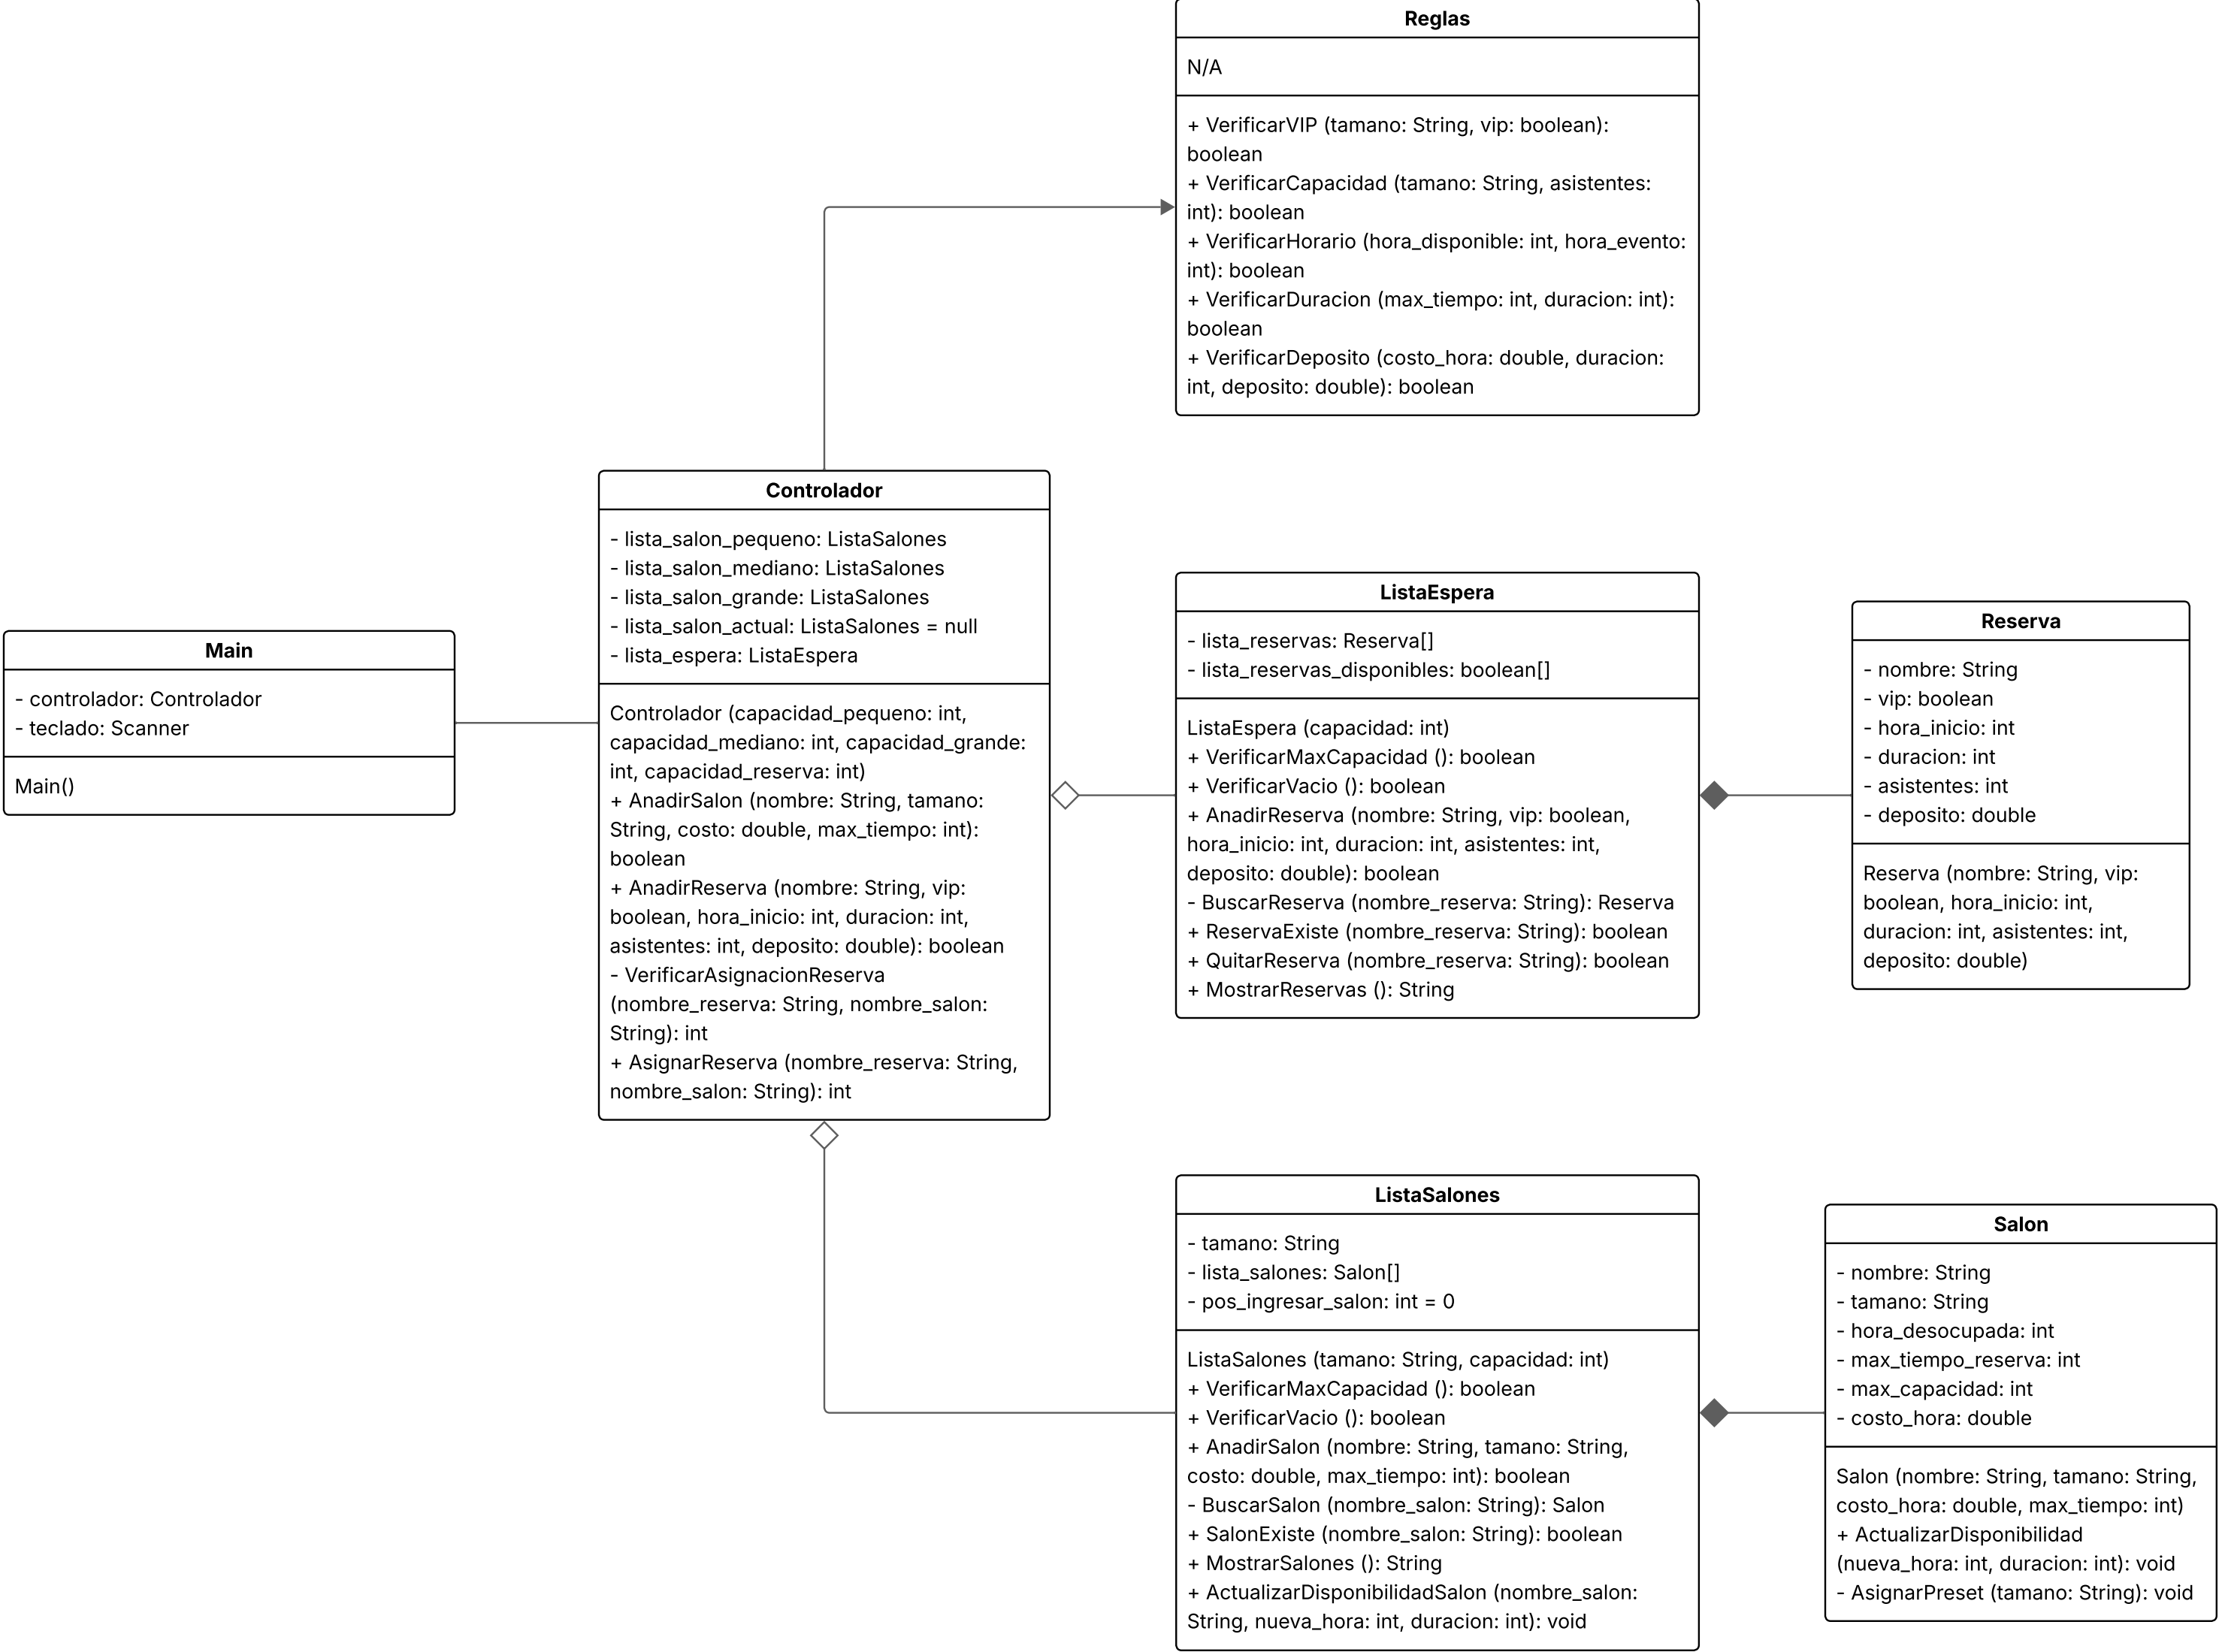 Reglas
N/A
+ VerificarVIP (tamano: String, vip: boolean):
boolean
+ VerificarCapacidad (tamano: String, asistentes:
int): boolean
+ VerificarHorario (hora_disponible: int, hora_evento:
int): boolean
+ VerificarDuracion (max_tiempo: int, duracion: int):
boolean
+ VerificarDeposito (costo_hora: double, duracion:
int, deposito: double): boolean
Main
- controlador: Controlador
- teclado: Scanner
Main()
Controlador
- lista_salon_pequeno: ListaSalones
- lista_salon_mediano: ListaSalones
- lista_salon_grande: ListaSalones
- lista_salon_actual: ListaSalones = null
- lista_espera: ListaEspera
Controlador (capacidad_pequeno: int,
capacidad_mediano: int, capacidad_grande:
int, capacidad_reserva: int)
+ AnadirSalon (nombre: String, tamano:
String, costo: double, max_tiempo: int):
boolean
+ AnadirReserva (nombre: String, vip:
boolean, hora_inicio: int, duracion: int,
asistentes: int, deposito: double): boolean
- VerificarAsignacionReserva
(nombre_reserva: String, nombre_salon:
String): int
+ AsignarReserva (nombre_reserva: String,
nombre_salon: String): int
ListaEspera
- lista_reservas: Reserva[]
- lista_reservas_disponibles: boolean[]
ListaEspera (capacidad: int)
+ VerificarMaxCapacidad (): boolean
+ VerificarVacio (): boolean
+ AnadirReserva (nombre: String, vip: boolean,
hora_inicio: int, duracion: int, asistentes: int,
deposito: double): boolean
- BuscarReserva (nombre_reserva: String): Reserva
+ ReservaExiste (nombre_reserva: String): boolean
+ QuitarReserva (nombre_reserva: String): boolean
+ MostrarReservas (): String
Reserva
- nombre: String
- vip: boolean
- hora_inicio: int
- duracion: int
- asistentes: int
- deposito: double
Reserva (nombre: String, vip:
boolean, hora_inicio: int,
duracion: int, asistentes: int,
deposito: double)
ListaSalones
- tamano: String
- lista_salones: Salon[]
- pos_ingresar_salon: int = 0
ListaSalones (tamano: String, capacidad: int)
+ VerificarMaxCapacidad (): boolean
+ VerificarVacio (): boolean
+ AnadirSalon (nombre: String, tamano: String,
costo: double, max_tiempo: int): boolean
- BuscarSalon (nombre_salon: String): Salon
+ SalonExiste (nombre_salon: String): boolean
+ MostrarSalones (): String
+ ActualizarDisponibilidadSalon (nombre_salon:
String, nueva_hora: int, duracion: int): void
Salon
- nombre: String
- tamano: String
- hora_desocupada: int
- max_tiempo_reserva: int
- max_capacidad: int
- costo_hora: double
Salon (nombre: String, tamano: String,
costo_hora: double, max_tiempo: int)
+ ActualizarDisponibilidad
(nueva_hora: int, duracion: int): void
- AsignarPreset (tamano: String): void